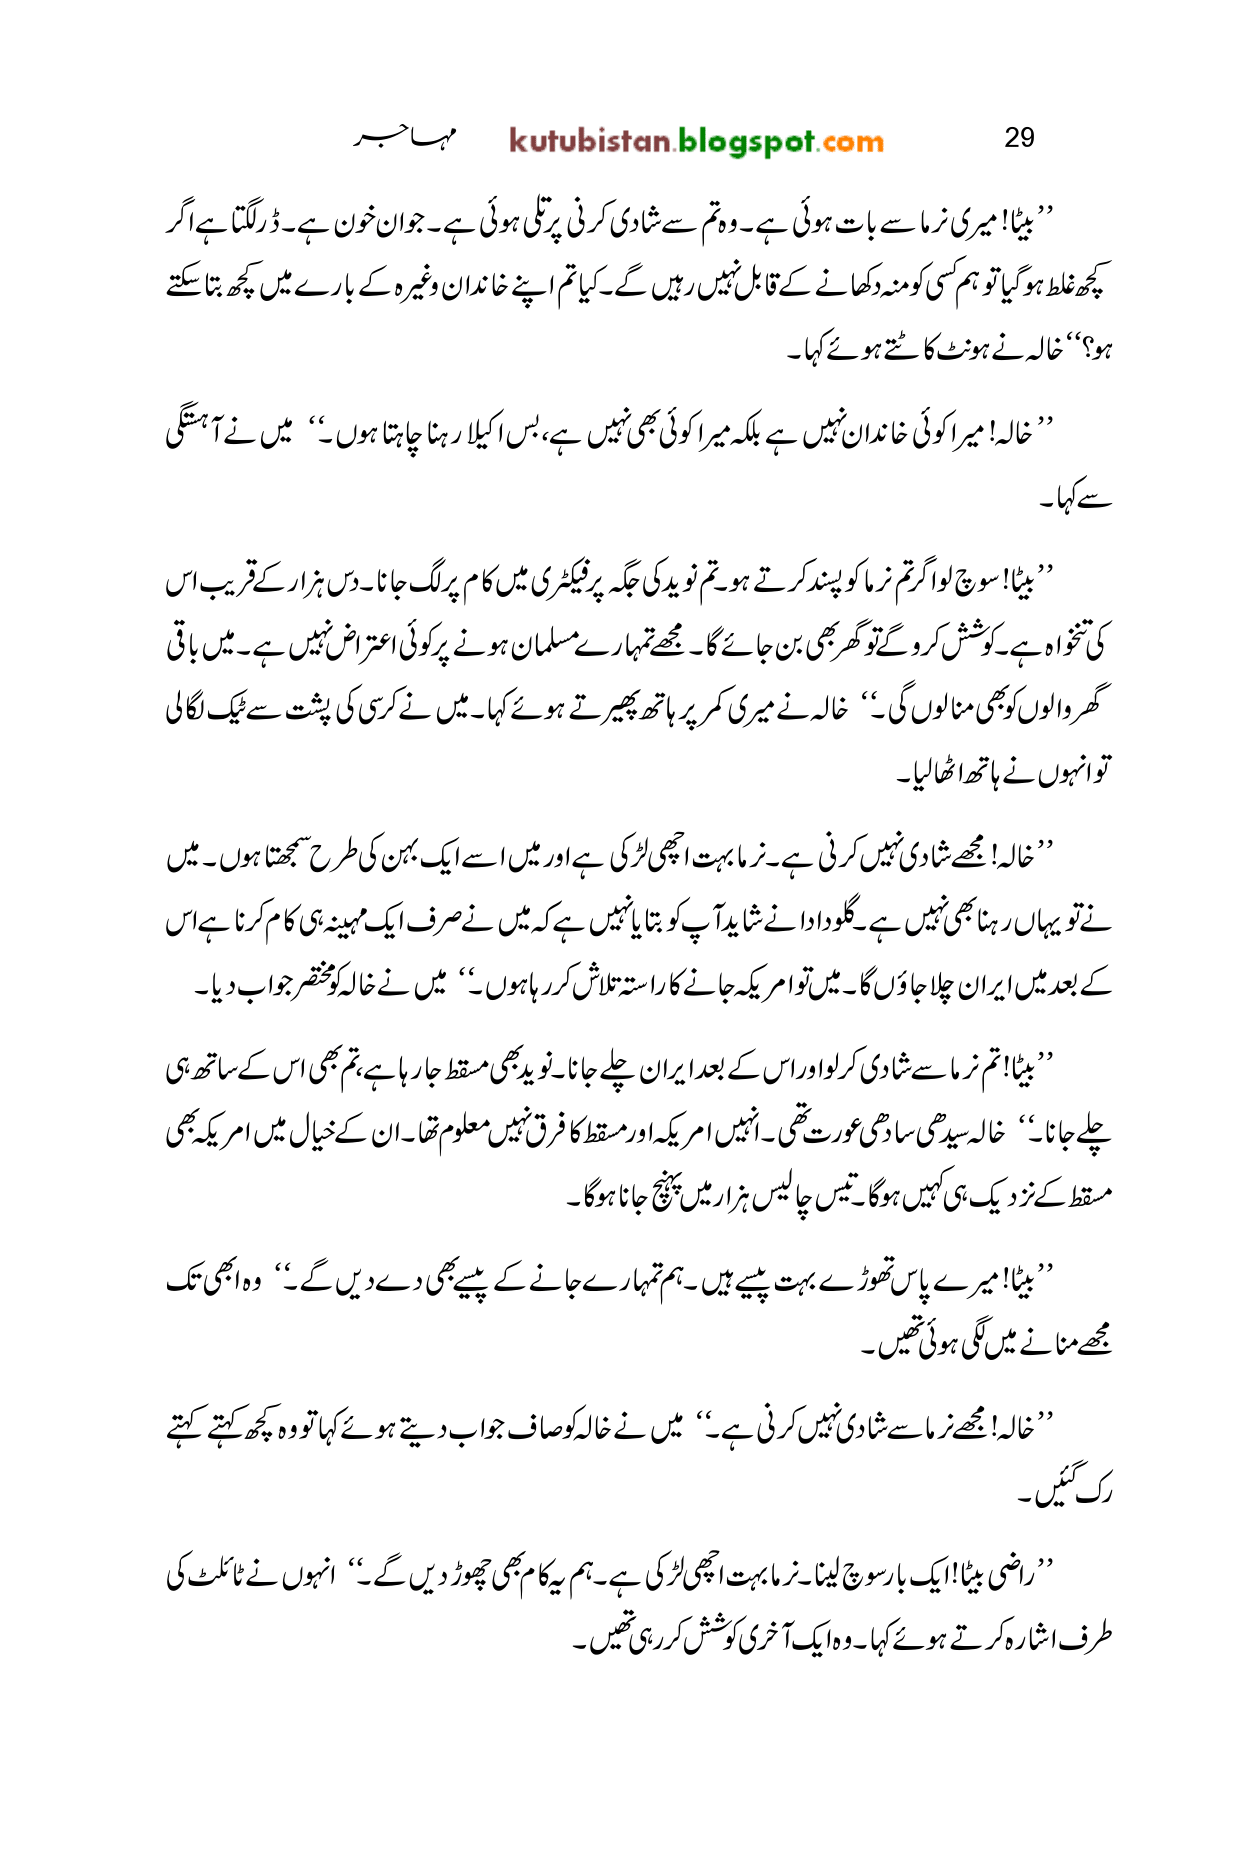 29 kutubistan.blogspot.com مہاجر
’’بیٹا! میری نرما سے بات ہوئی ہے۔ وہ تم سے شادی کرنی پر تلی ہوئی ہے۔ جوان خون ہے۔ ڈر لگتا ہے اگر
کچھ غلط ہو گیا تو ہم کسی کو منہ دکھانے کے قابل نہیں رہیں گے۔ کیا تم اپنے خاندان وغیرہ کے بارے میں کچھ بتا سکتے
ہو؟‘‘ خالہ نے ہونٹ کاٹتے ہوئے کہا۔
’’خالہ! میرا کوئی خاندان نہیں ہے بلکہ میرا کوئی بھی نہیں ہے، بس اکیلا رہنا چاہتا ہوں۔‘‘ میں نے آہستگی
سے کہا۔
’’بیٹا! سوچ لو اگر تم نرما کو پسند کرتے ہو۔ تم نوید کی جگہ پر فیکٹری میں کام پر لگ جانا۔ دس ہزار کے قریب اس
کی تنخواہ ہے۔ کوشش کرو گے تو گھر بھی بن جائے گا۔ مجھے تمہارے مسلمان ہونے پر کوئی اعتراض نہیں ہے۔ میں باقی
گھر والوں کو بھی منا لوں گی۔‘‘ خالہ نے میری کمر پر ہاتھ پھیرتے ہوئے کہا۔ میں نے کرسی کی پشت سے ٹیک لگا لی
تو انہوں نے ہاتھ اٹھا لیا۔
’’خالہ! مجھے شادی نہیں کرنی ہے۔ نرما بہت اچھی لڑکی ہے اور میں اسے ایک بہن کی طرح سمجھتا ہوں۔ میں
نے تو یہاں رہنا بھی نہیں ہے۔ گلو دادا نے شاید آپ کو بتایا نہیں ہے کہ میں نے صرف ایک مہینہ ہی کام کرنا ہے اس
کے بعد میں ایران چلا جاؤں گا۔ میں تو امریکہ جانے کا راستہ تلاش کر رہا ہوں۔‘‘ میں نے خالہ کو مختصر جواب دیا۔
’’بیٹا! تم نرما سے شادی کر لو اور اس کے بعد ایران چلے جانا۔ نوید بھی مسقط جا رہا ہے، تم بھی اس کے ساتھ ہی
چلے جانا۔‘‘ خالہ سیدھی سادھی عورت تھی۔ انہیں امریکہ اور مسقط کا فرق نہیں معلوم تھا۔ ان کے خیال میں امریکہ بھی
مسقط کے نزدیک ہی کہیں ہوگا۔ تیس چالیس ہزار میں پہنچ جانا ہوگا۔
’’بیٹا! میرے پاس تھوڑے بہت پیسے ہیں۔ ہم تمہارے جانے کے پیسے بھی دے دیں گے۔‘‘ وہ ابھی تک
مجھے منانے میں لگی ہوئی تھیں۔
’’خالہ! مجھے نرما سے شادی نہیں کرنی ہے۔‘‘ میں نے خالہ کو صاف جواب دیتے ہوئے کہا تو وہ کچھ کہتے کہتے
رک گئیں۔
’’راضی بیٹا! ایک بار سوچ لینا۔ نرما بہت اچھی لڑکی ہے۔ ہم یہ کام بھی چھوڑ دیں گے۔‘‘ انہوں نے ٹائلٹ کی
طرف اشارہ کرتے ہوئے کہا۔ وہ ایک آخری کوشش کر رہی تھیں۔